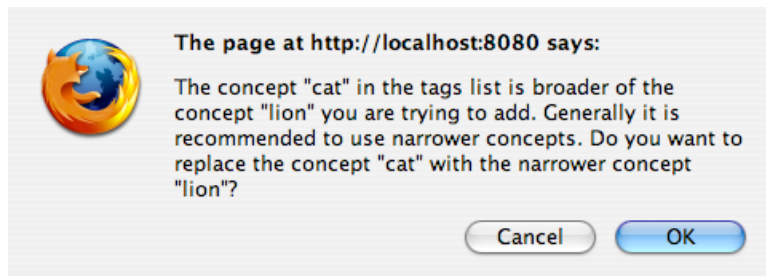 The page at http://localhost:8080 says:
The concept "cat" in the tags list is broader of the
concept "lion" you are trying to add. Generally it is
recommended to use narrower concepts. Do you want to
replace the concept "cat" with the narrower concept
"lion"?
Cancel OK